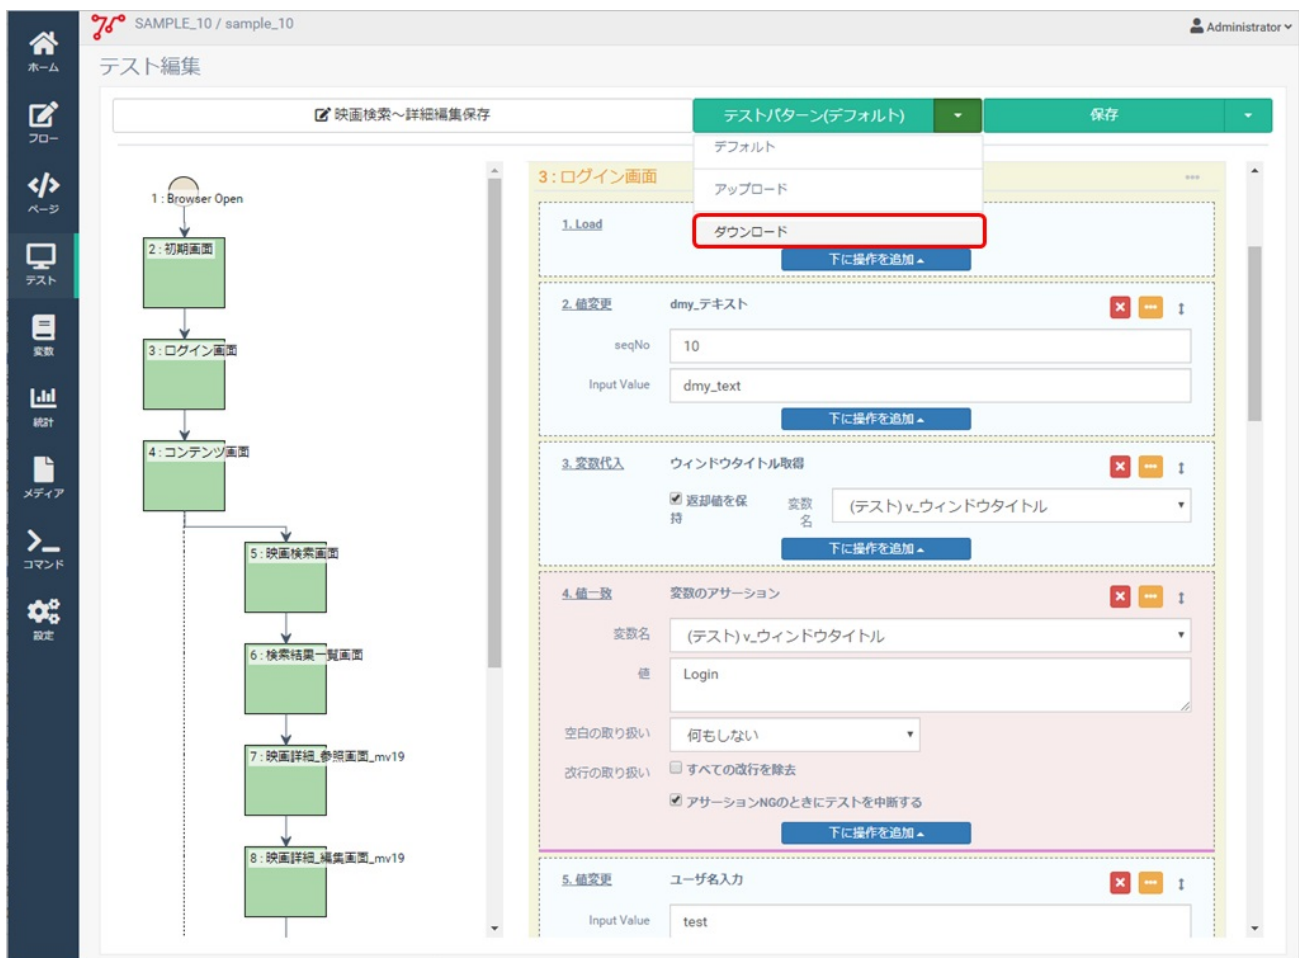 SAMPLE_10 / sample_10
Administrator
ホーム
フロー
ページ
テスト
変数
統計
メディア
コマンド
設定
テスト編集
映画検索～詳細編集保存
テストパターン(デフォルト)
保存
デフォルト
アップロード
ダウンロード
1 : Browser Open
2 : 初期画面
3 : ログイン画面
4 : コンテンツ画面
5 : 映画検索画面
6 : 検索結果一覧画面
7 : 映画詳細_参照画面_mv19
8 : 映画詳細_編集画面_mv19
3 : ログイン画面
1. Load
下に操作を追加
2. 値変更 dmy_テキスト
seqNo 10
Input Value dmy_text
下に操作を追加
3. 変数代入 ウィンドウタイトル取得
返却値を保持 変数名 (テスト) v_ウィンドウタイトル
下に操作を追加
4. 値一致 変数のアサーション
変数名 (テスト) v_ウィンドウタイトル
値 Login
空白の取り扱い 何もしない
改行の取り扱い すべての改行を除去
アサーションNGのときにテストを中断する
下に操作を追加
5. 値変更 ユーザ名入力
Input Value test